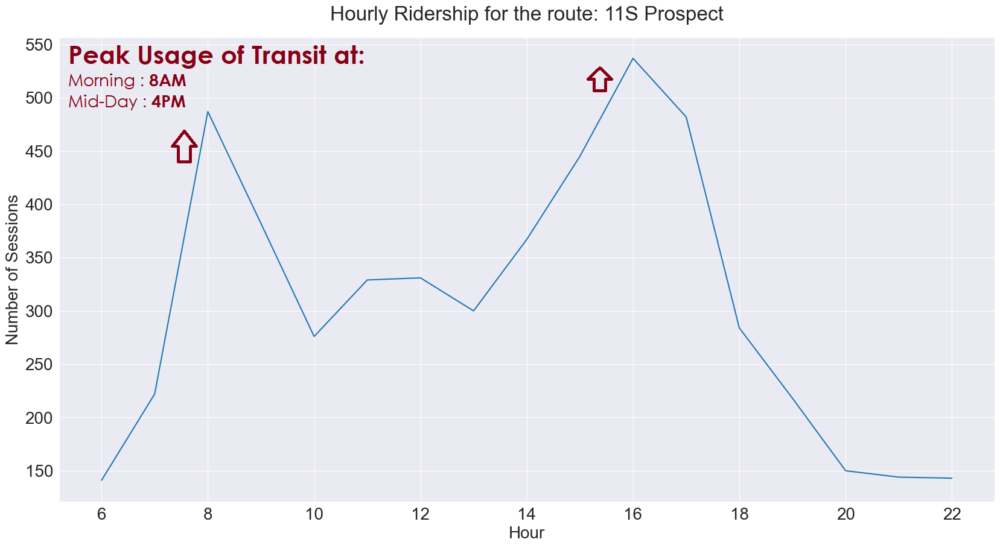 Hourly Ridership for the route: 11S Prospect
Peak Usage of Transit at:
Morning : 8AM
Mid-Day : 4PM
550
500
450
400
350
300
250
200
150
Number of Sessions
6 8 10 12 14 16 18 20 22
Hour